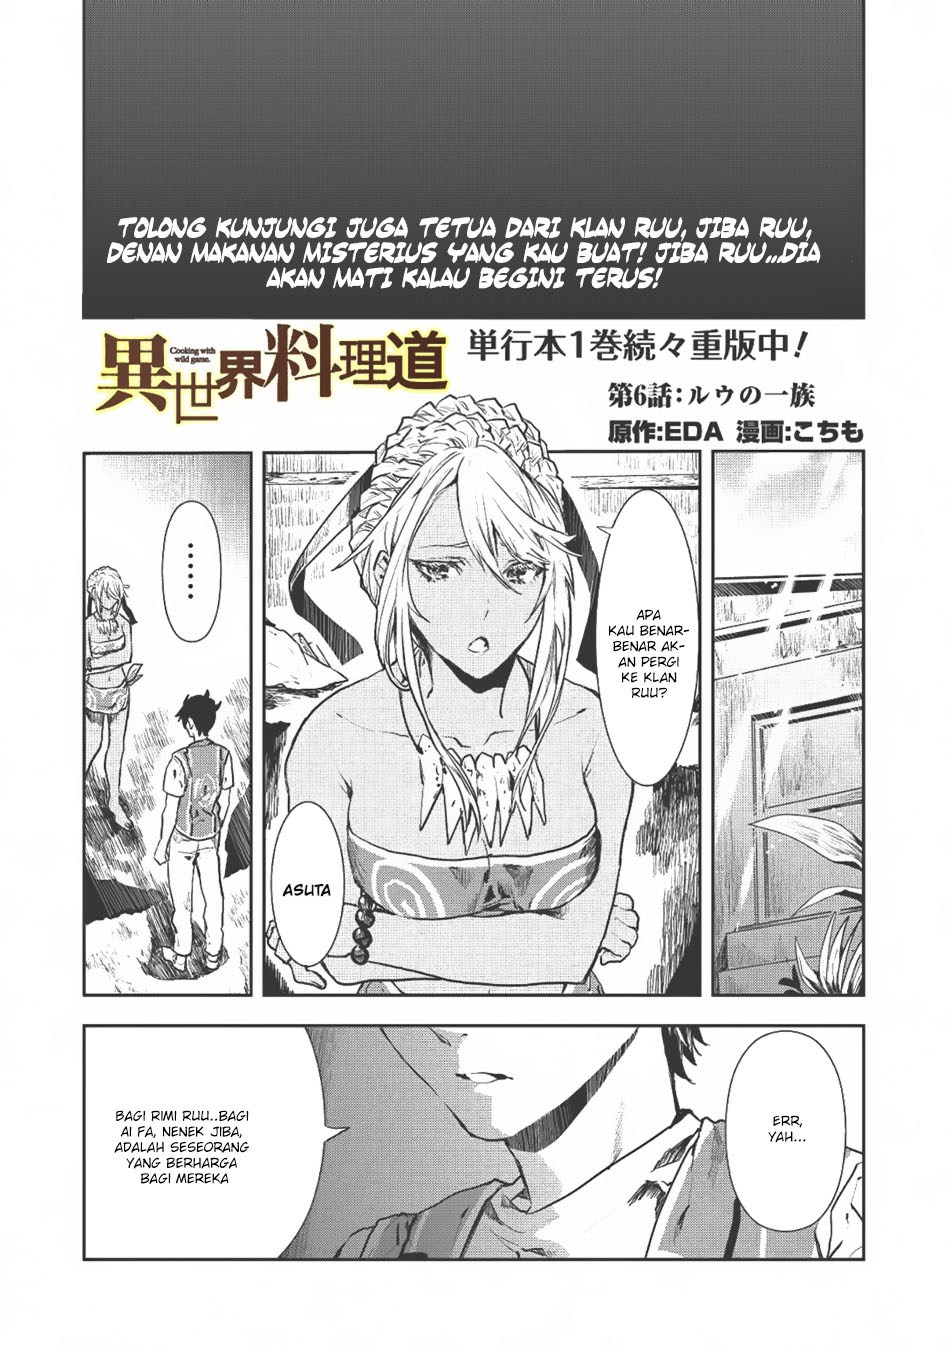 TOLONG KUNJUNGI JUGA TETUA DARI KLAN RUU, JIBA RUU,
DENAN MAKANAN MISTERIUS YANG KAU BUAT! JIBA RUU...DIA
AKAN MATI KALAU BEGINI TERUS!
異世界料理道
Cooking with
wild game.
単行本1巻続々重版中!
第6話:ルウの一族
原作:EDA 漫画:こちも
APA
KAU BENAR-
BENAR AK-
AN PERGI
KE KLAN
RUU?
ASUTA
......
ERR,
YAH...
BAGI RIMI RUU..BAGI
AI FA, NENEK JIBA,
ADALAH SESEORANG
YANG BERHARGA
BAGI MEREKA